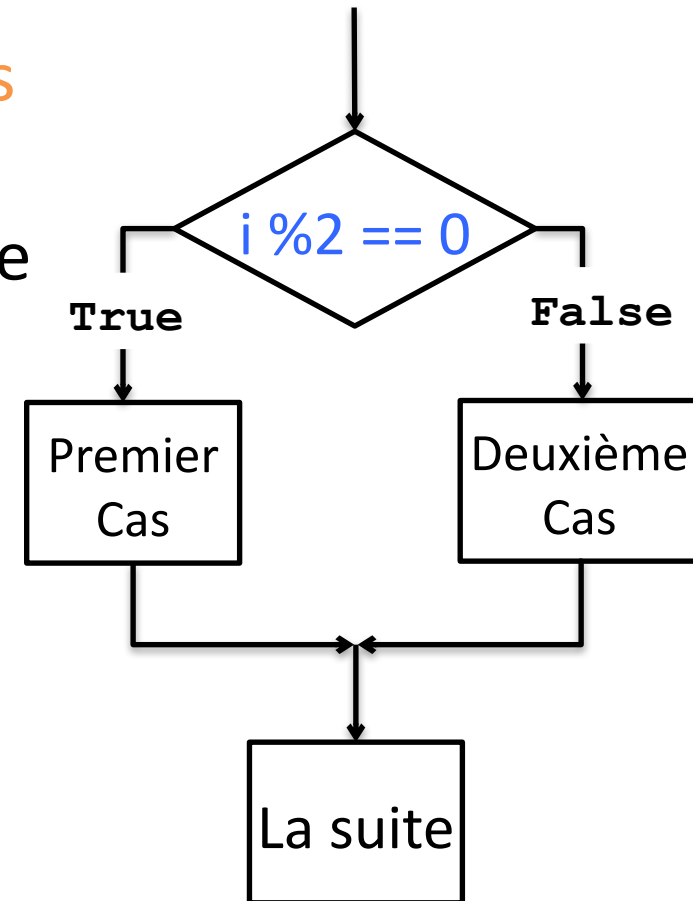 s
i %2 == 0
e
True
False
Premier
Cas
Deuxième
Cas
La suite